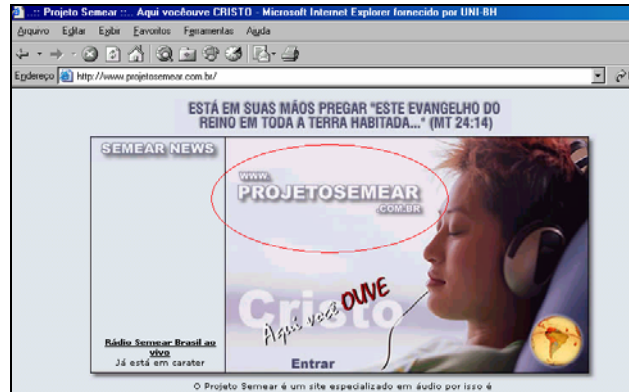 .:: Projeto Semear ::.. Aqui vocêouve CRISTO - Microsoft Internet Explorer fornecido por UNI-BH
Arquivo Editar Exibir Favoritos Ferramentas Ajuda
Endereço http://www.projetosemear.com.br/
ESTÁ EM SUAS MÃOS PREGAR "ESTE EVANGELHO DO
REINO EM TODA A TERRA HABITADA..." (MT 24:14)
SEMEAR NEWS
www.
PROJETOSEMEAR
.COM.BR
Cristo
Aqui você OUVE
Rádio Semear Brasil ao
vivo
Já está em carater
Entrar
O Projeto Semear é um site especializado em áudio por isso é